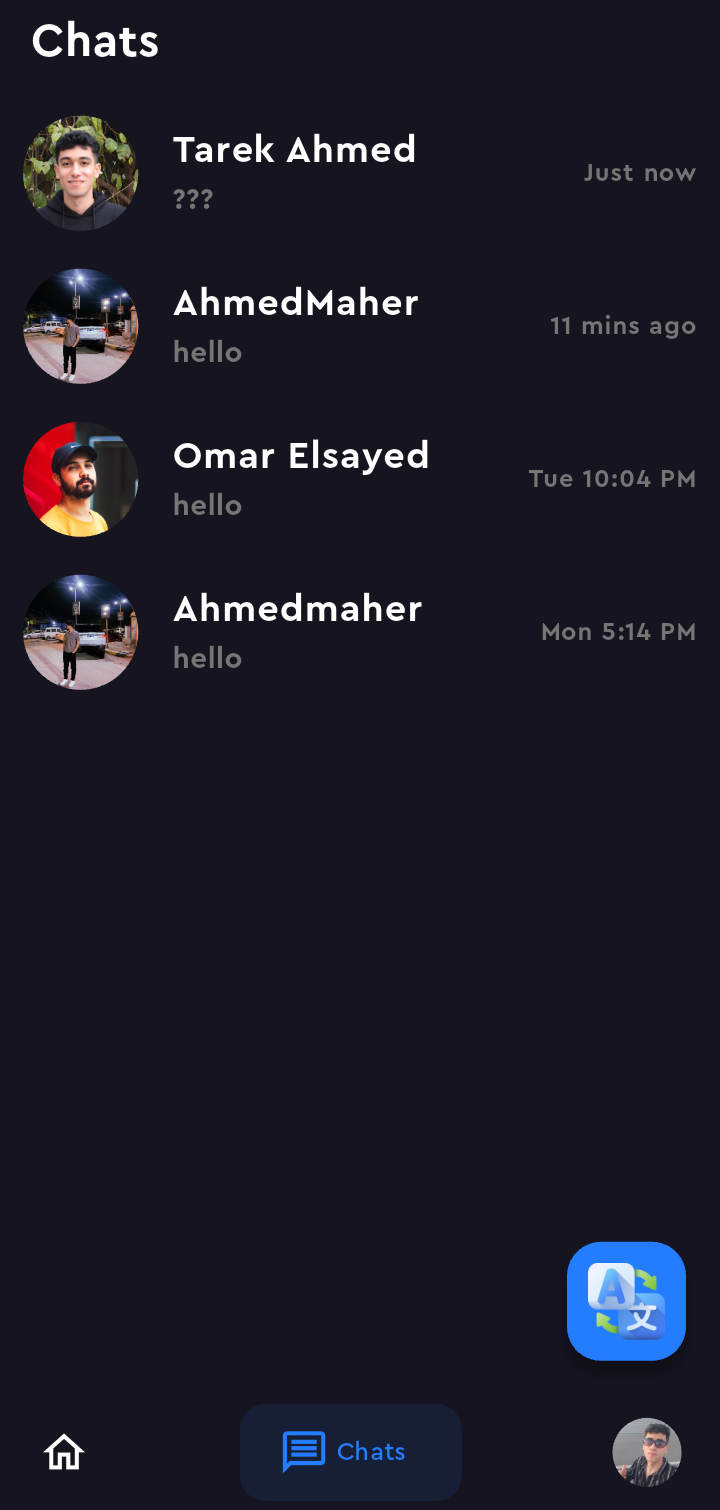 Chats
Tarek Ahmed
???
Just now
AhmedMaher
hello
11 mins ago
Omar Elsayed
hello
Tue 10:04 PM
Ahmedmaher
hello
Mon 5:14 PM
A
文
Chats